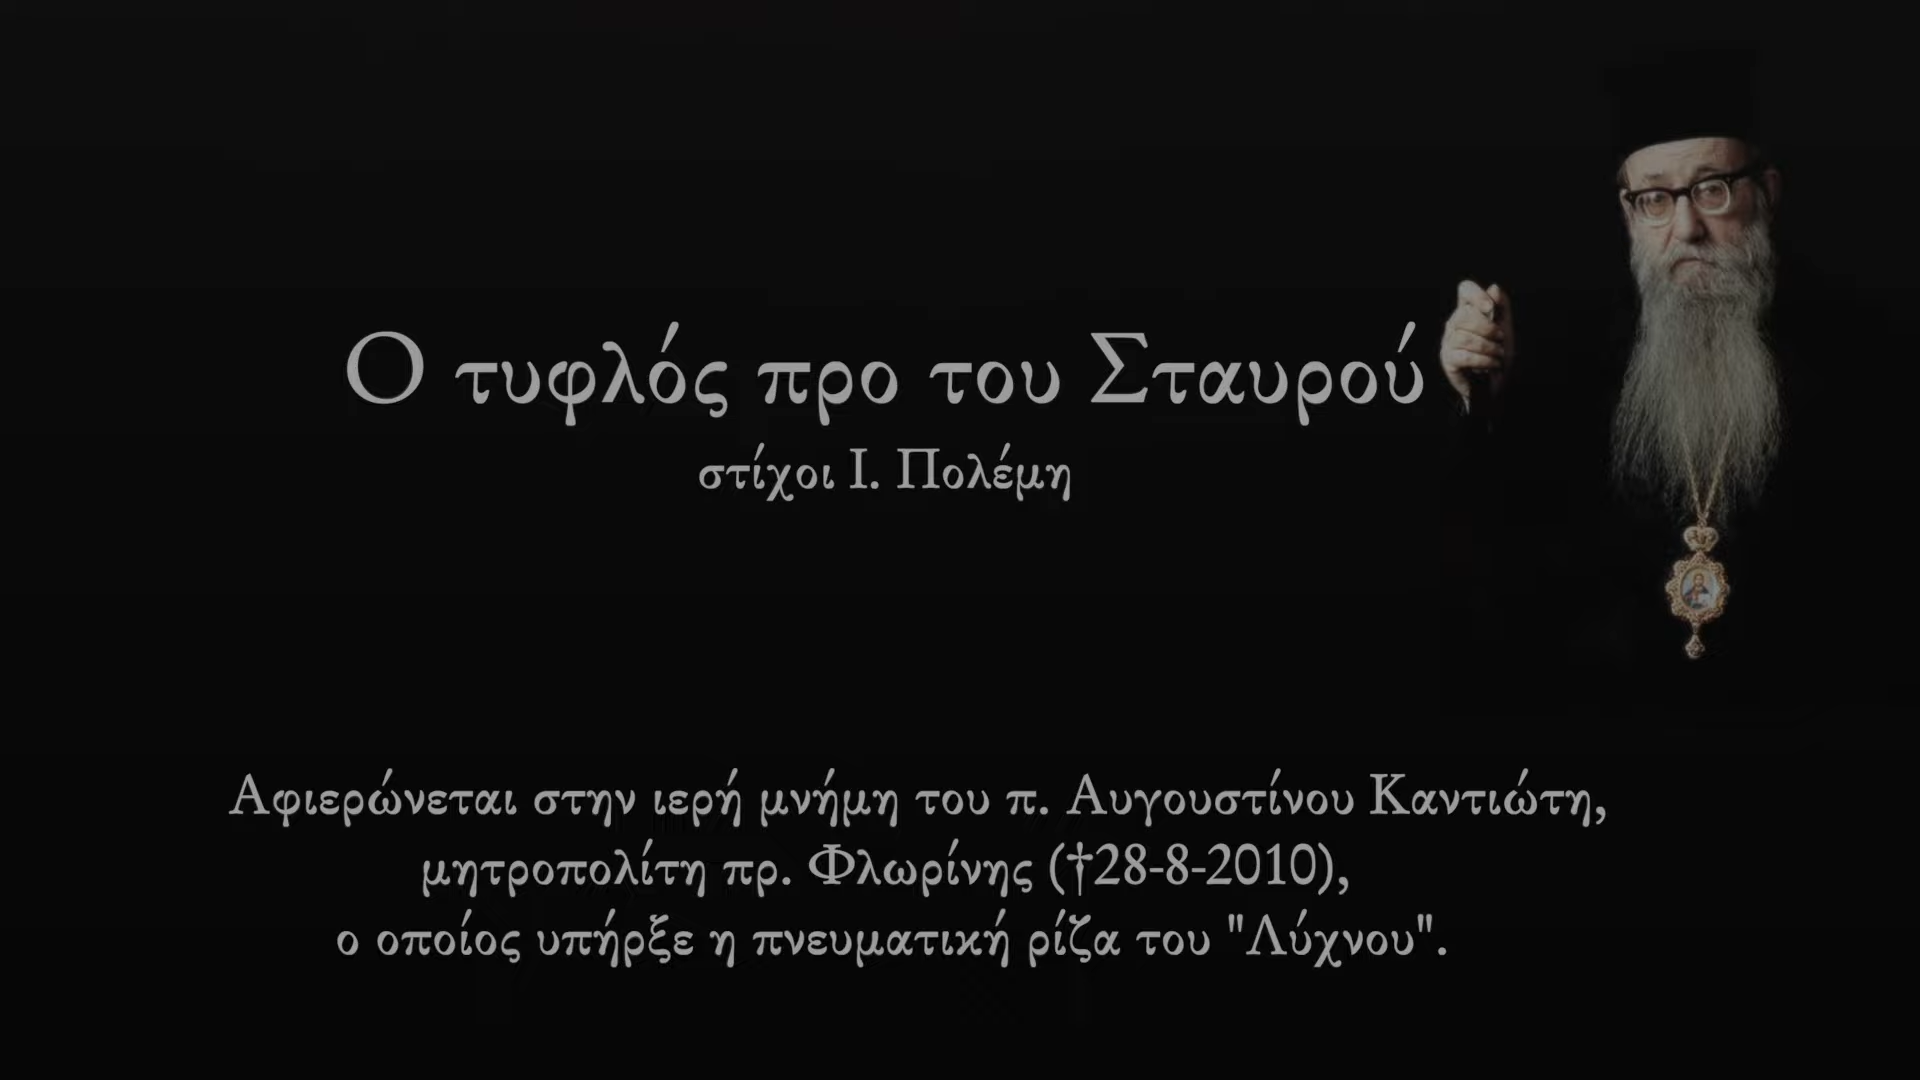 Ο τυφλός προ του Σταυρού
στίχοι Ι. Πολέμη
Αφιερώνεται στην ιερή μνήμη του π. Αυγουστίνου Καντιώτη,
μητροπολίτη πρ. Φλωρίνης (†28-8-2010),
ο οποίος υπήρξε η πνευματική ρίζα του "Λύχνου".